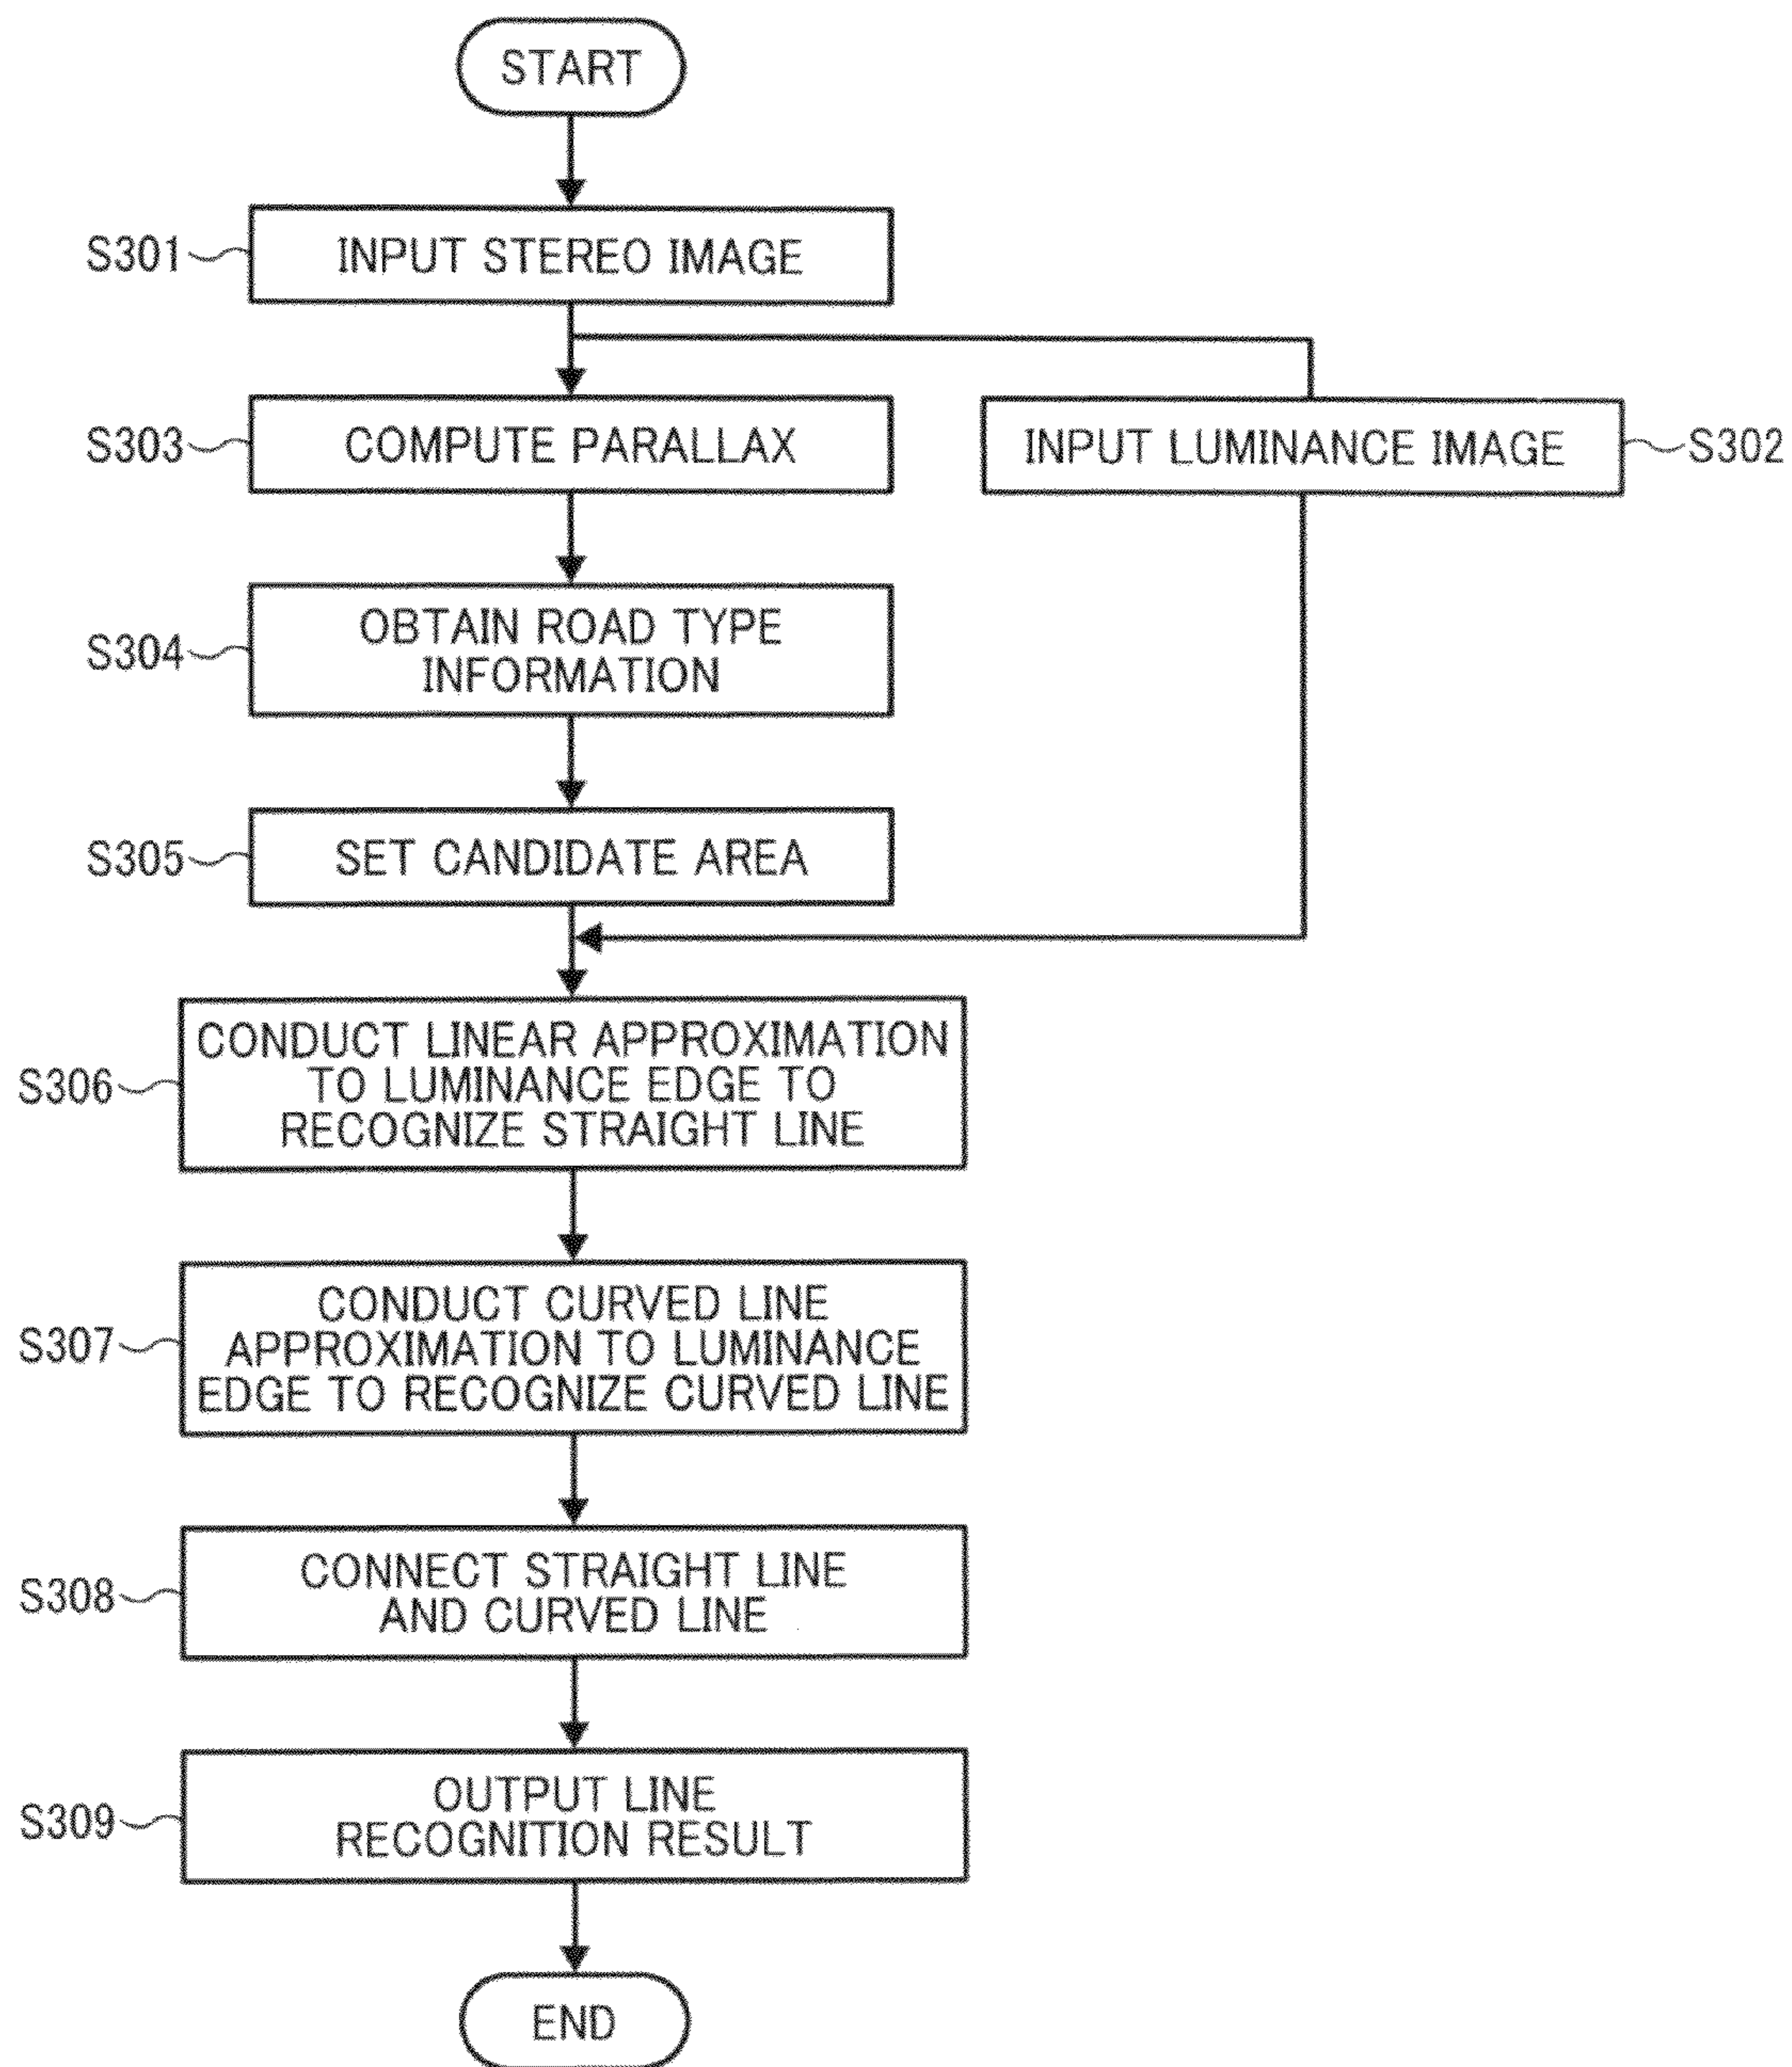 START
S301
INPUT STEREO IMAGE
S303
COMPUTE PARALLAX
INPUT LUMINANCE IMAGE
S302
S304
OBTAIN ROAD TYPE
INFORMATION
S305
SET CANDIDATE AREA
S306
CONDUCT LINEAR APPROXIMATION
TO LUMINANCE EDGE TO
RECOGNIZE STRAIGHT LINE
S307
CONDUCT CURVED LINE
APPROXIMATION TO LUMINANCE
EDGE TO RECOGNIZE CURVED LINE
S308
CONNECT STRAIGHT LINE
AND CURVED LINE
S309
OUTPUT LINE
RECOGNITION RESULT
END